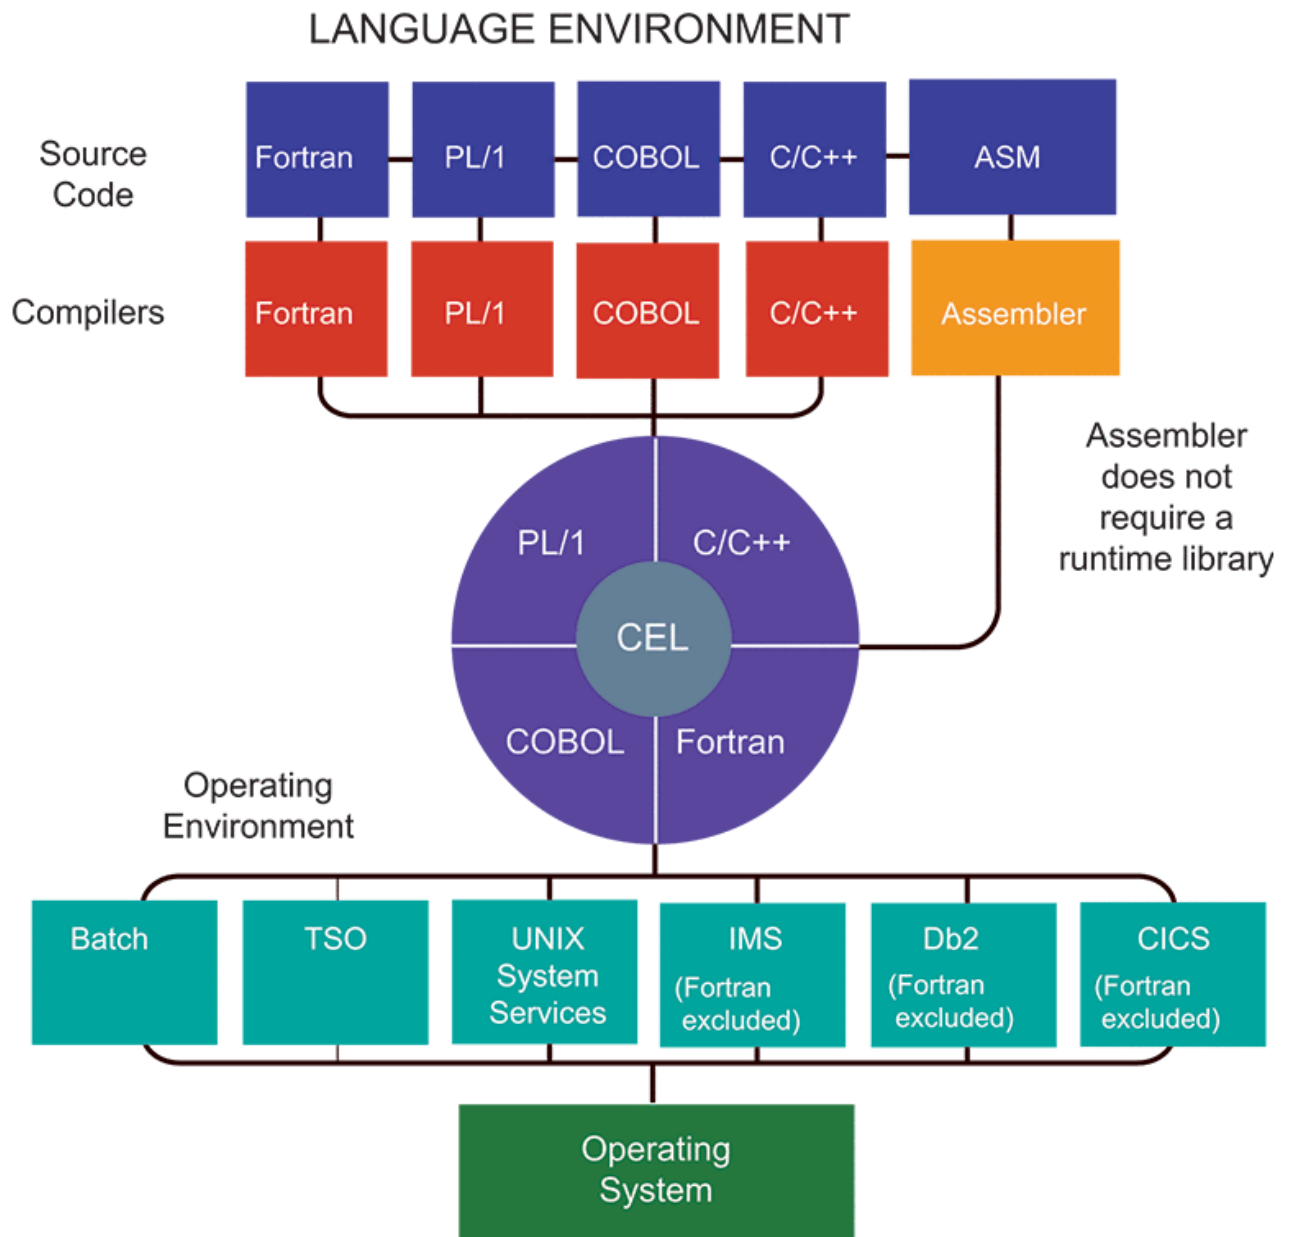 LANGUAGE ENVIRONMENT
Source
Code
Fortran
PL/1
COBOL
C/C++
ASM
Compilers
Fortran
PL/1
COBOL
C/C++
Assembler
Assembler
does not
require a
runtime library
PL/1
C/C++
CEL
COBOL
Fortran
Operating
Environment
Batch
TSO
UNIX
System
Services
IMS
(Fortran
excluded)
Db2
(Fortran
excluded)
CICS
(Fortran
excluded)
Operating
System